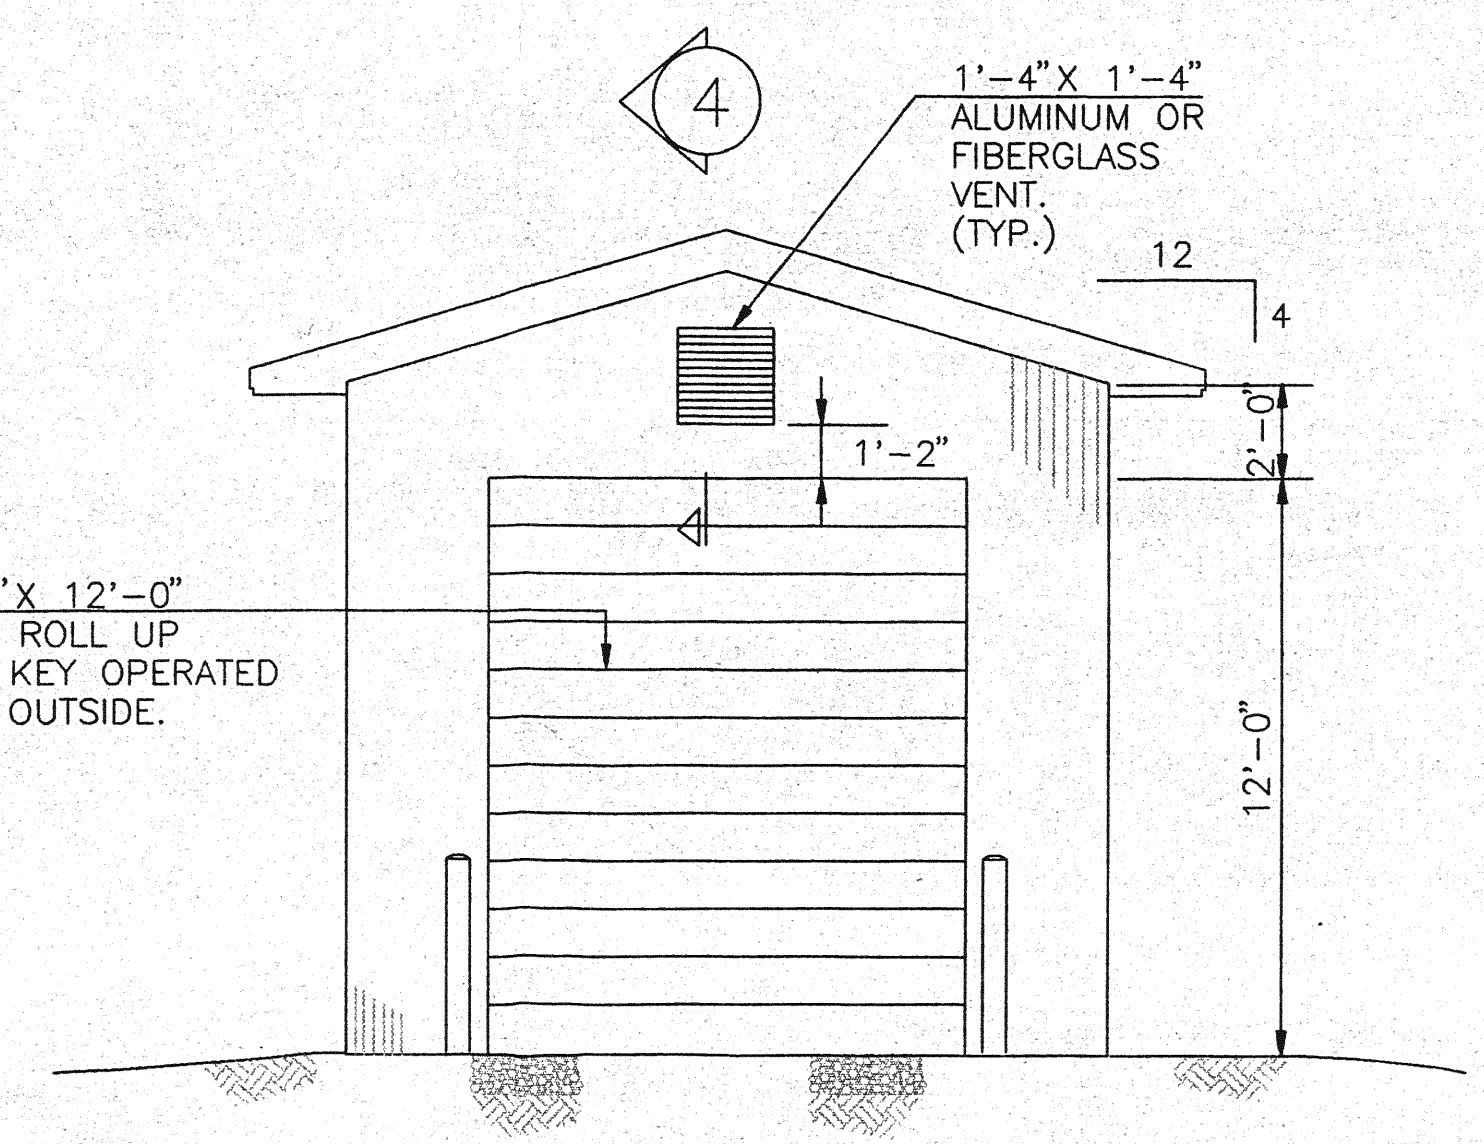 4
1'-4" X 1'-4"
ALUMINUM OR
FIBERGLASS
VENT.
(TYP.)
12
4
2'-0"
1'-2"
'X 12'-0"
ROLL UP
KEY OPERATED
OUTSIDE.
12'-0"